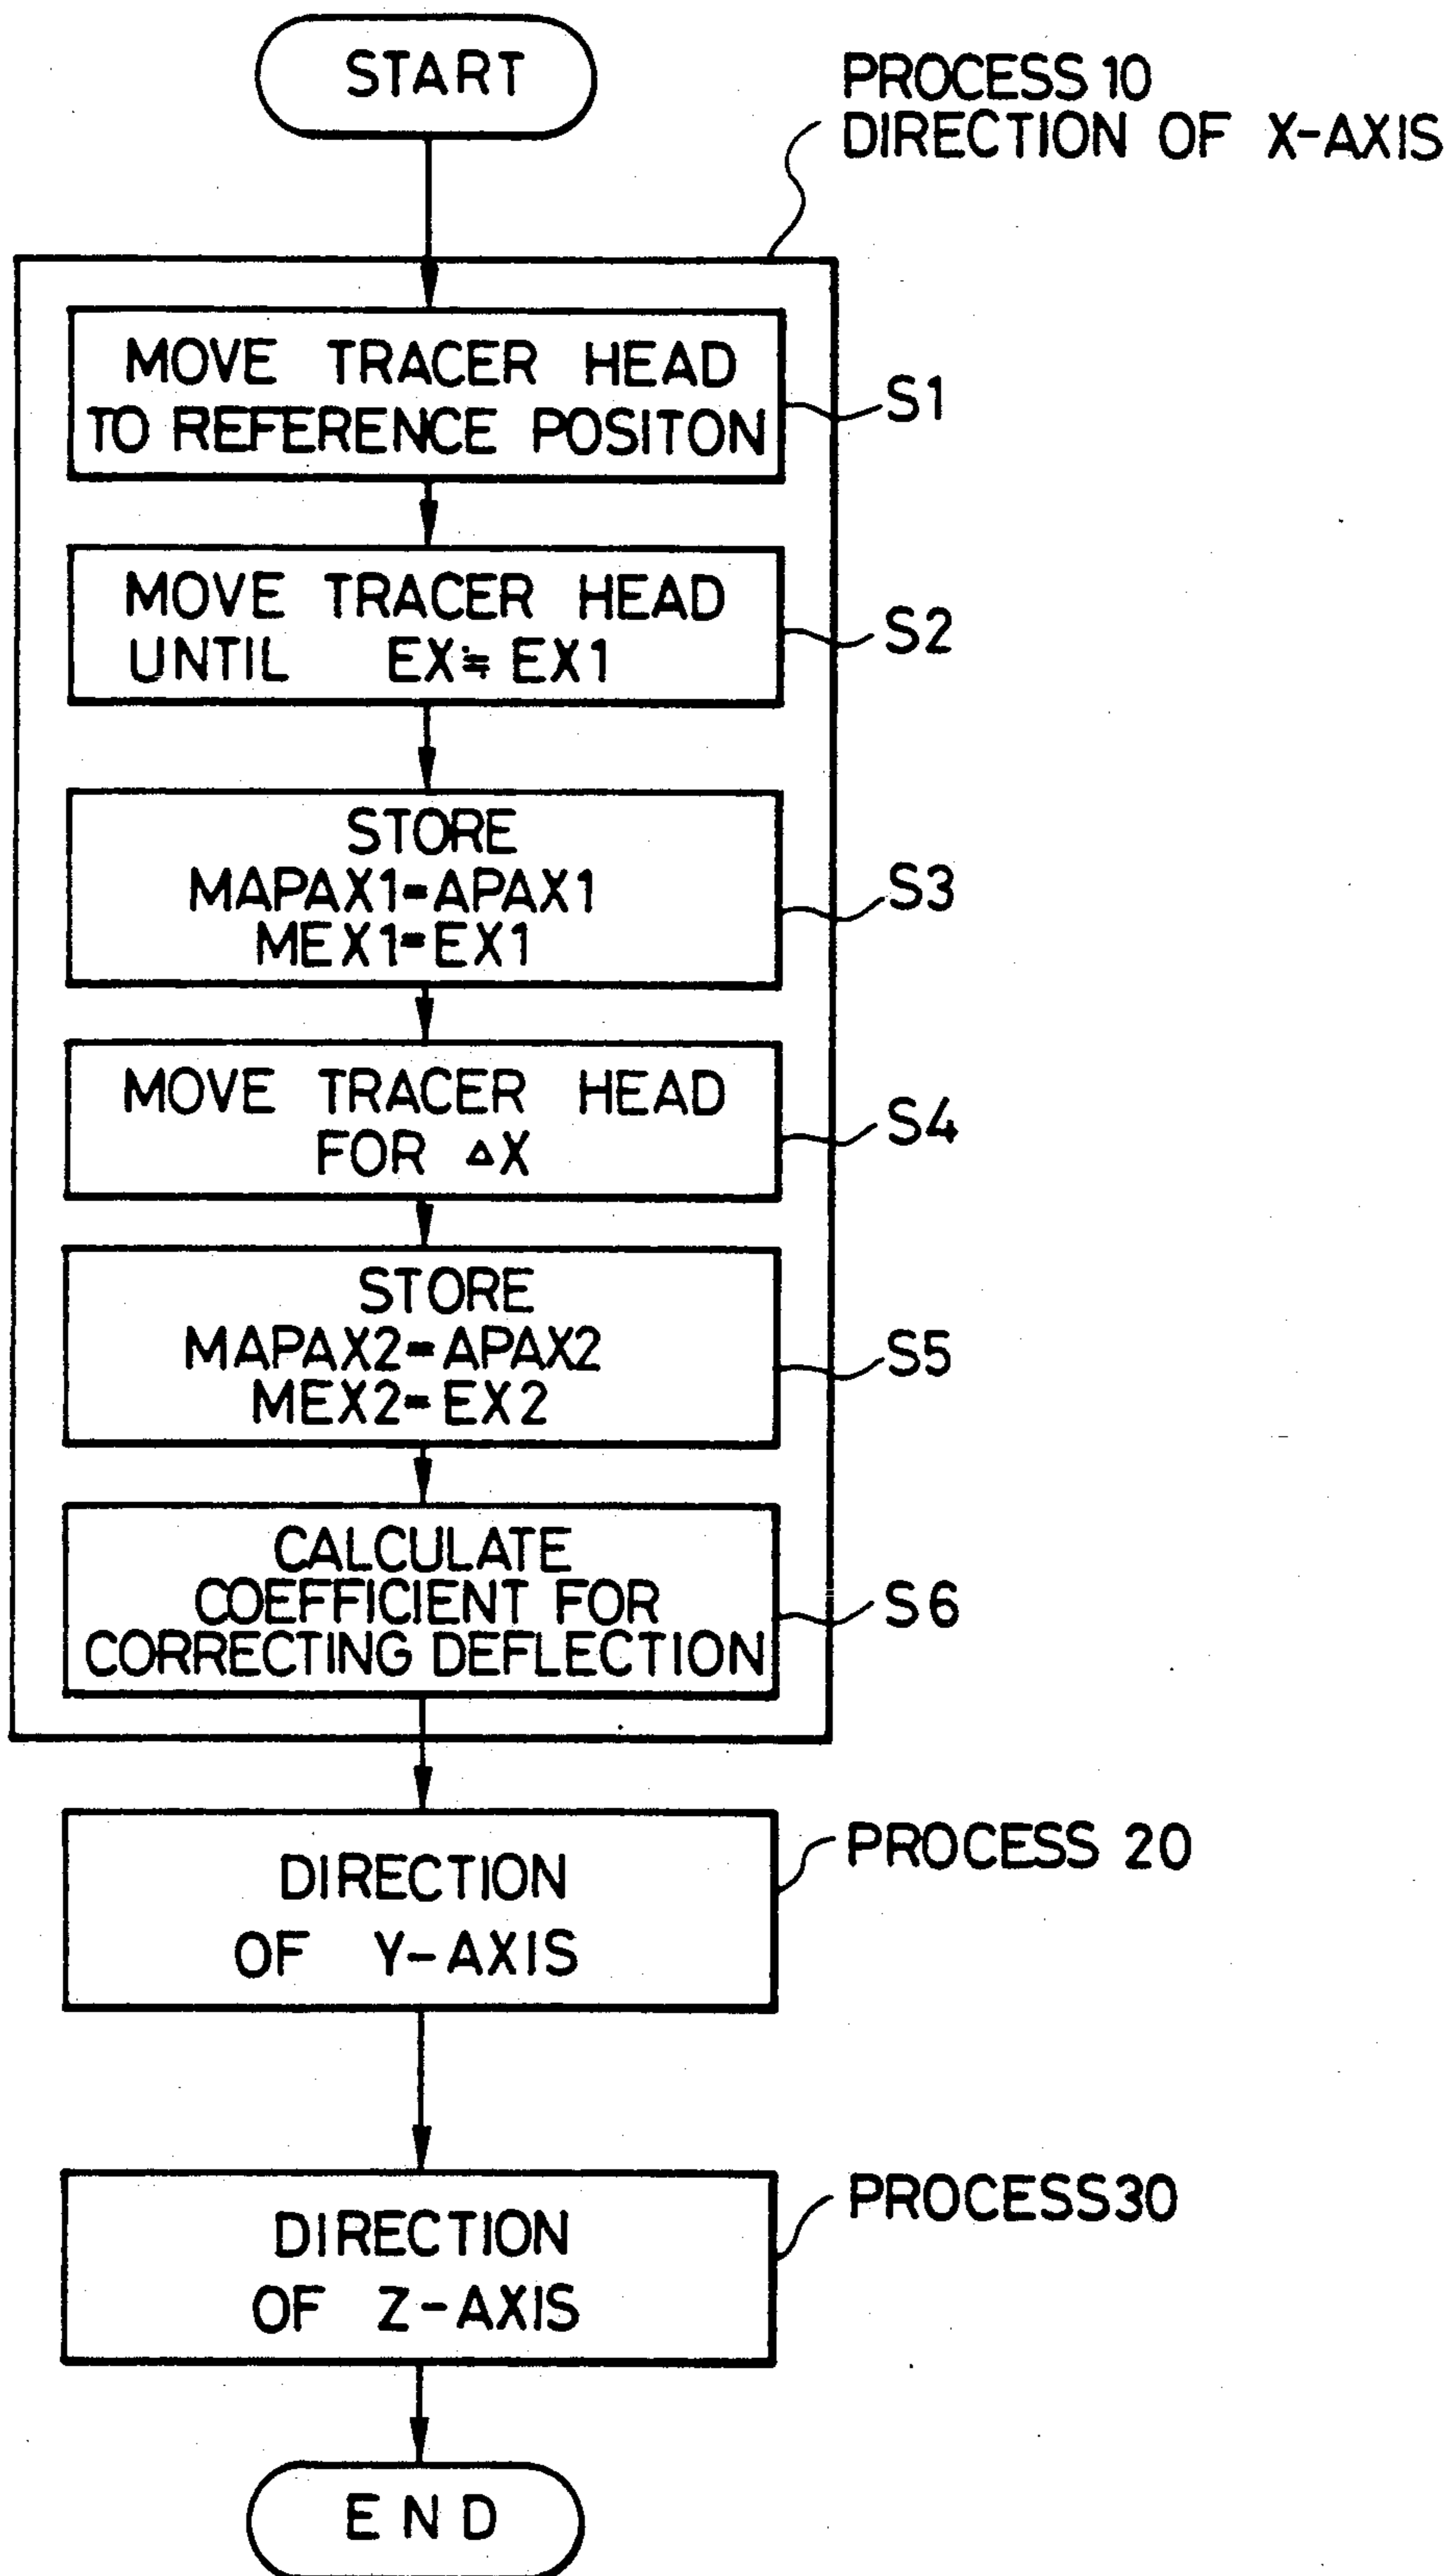 START
PROCESS 10
DIRECTION OF X-AXIS
MOVE TRACER HEAD
TO REFERENCE POSITON
S1
MOVE TRACER HEAD
UNTIL EX≒EX1
S2
STORE
MAPAX1=APAX1
MEX1=EX1
S3
MOVE TRACER HEAD
FOR ΔX
S4
STORE
MAPAX2=APAX2
MEX2=EX2
S5
CALCULATE
COEFFICIENT FOR
CORRECTING DEFLECTION
S6
DIRECTION
OF Y-AXIS
PROCESS 20
DIRECTION
OF Z-AXIS
PROCESS30
END